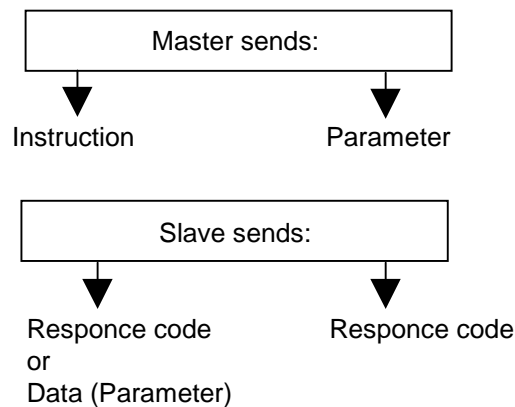 Master sends:
Instruction
Parameter
Slave sends:
Responce code
or
Data (Parameter)
Responce code